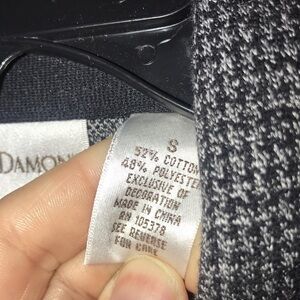 DAMON
S
52% COTTON
48% POLYESTER
EXCLUSIVE OF
DECORATION
MADE IN CHINA
RN 105378
SEE REVERSE
FOR CARE